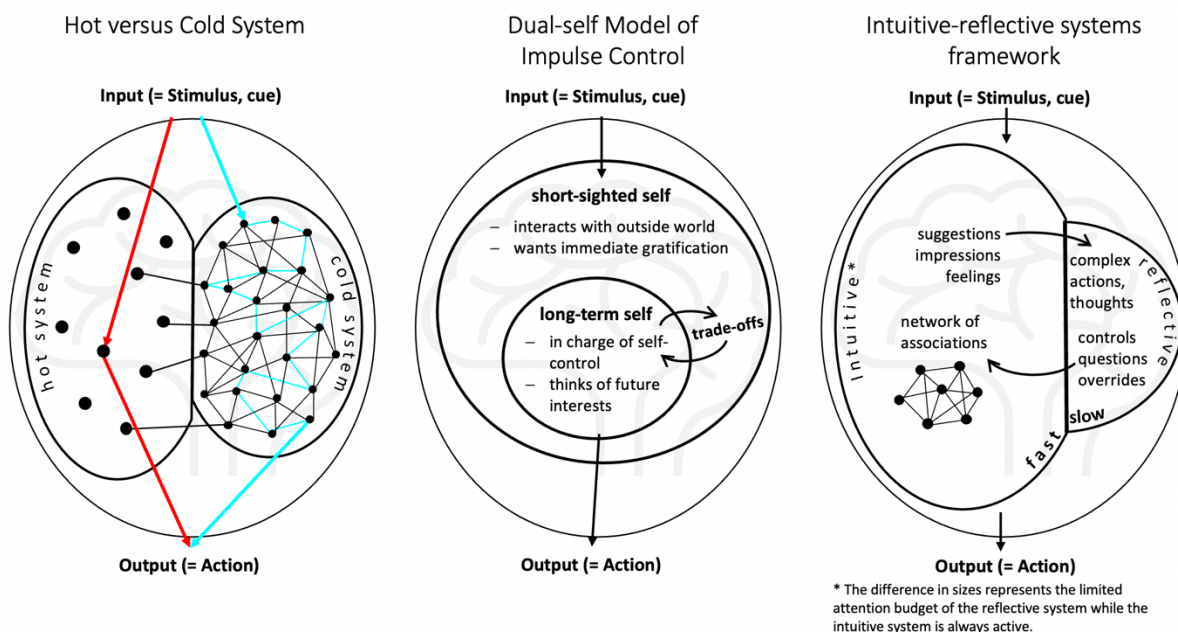 Hot versus Cold System
Input (= Stimulus, cue)
hot system
cold system
Output (= Action)
Dual-self Model of
Impulse Control
Input (= Stimulus, cue)
short-sighted self
– interacts with outside world
– wants immediate gratification
long-term self
– in charge of self-
control
– thinks of future
interests
trade-offs
Output (= Action)
Intuitive-reflective systems
framework
Input (= Stimulus, cue)
Intuitive*
suggestions
impressions
feelings
network of
associations
fast
reflective
complex
actions,
thoughts
controls
questions
overrides
slow
Output (= Action)
* The difference in sizes represents the limited
attention budget of the reflective system while the
intuitive system is always active.